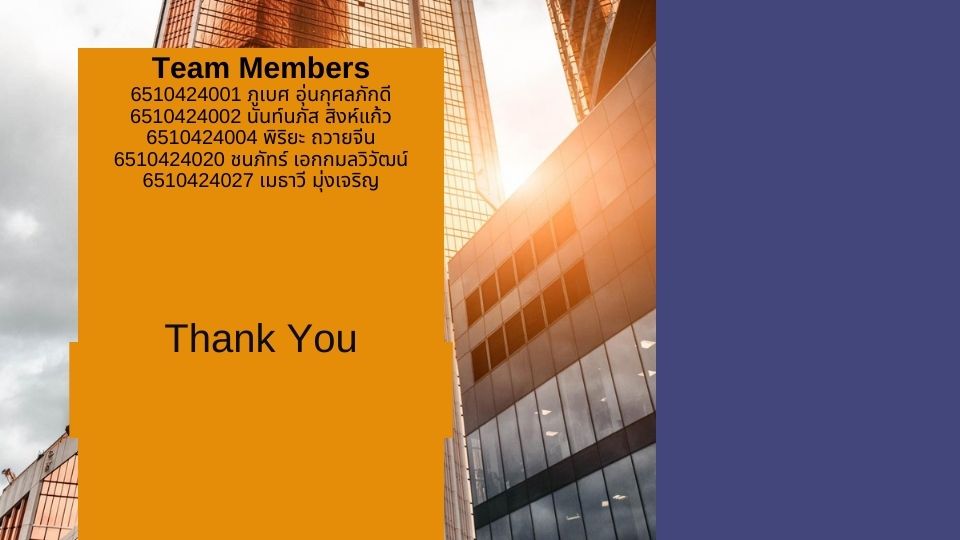 Team Members
6510424001 ภูเบศ อุ่นกุศลภักดี
6510424002 นันท์นภัส สิงห์แก้ว
6510424004 พิริยะ ถวายจีน
6510424020 ชนภัทร์ เอกกมลวิวัฒน์
6510424027 เมธาวี มุ่งเจริญ
Thank You